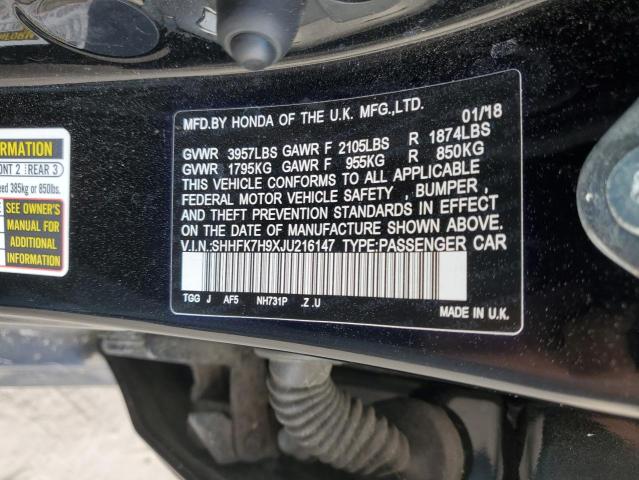 MFD.BY HONDA OF THE U.K. MFG.,LTD. 01/18
GVWR 3957LBS GAWR F 2105LBS R 1874LBS
GVWR 1795KG GAWR F 955KG R 850KG
THIS VEHICLE CONFORMS TO ALL APPLICABLE
FEDERAL MOTOR VEHICLE SAFETY , BUMPER ,
AND THEFT PREVENTION STANDARDS IN EFFECT
ON THE DATE OF MANUFACTURE SHOWN ABOVE.
V.I.N.:SHHFK7H9XJU216147 TYPE:PASSENGER CAR
TGG J AF5 NH731P .Z .U
MADE IN U.K.
ORMATION
ONT 2 REAR 3
eed 385kg or 850lbs.
SEE OWNER'S
MANUAL FOR
ADDITIONAL
INFORMATION